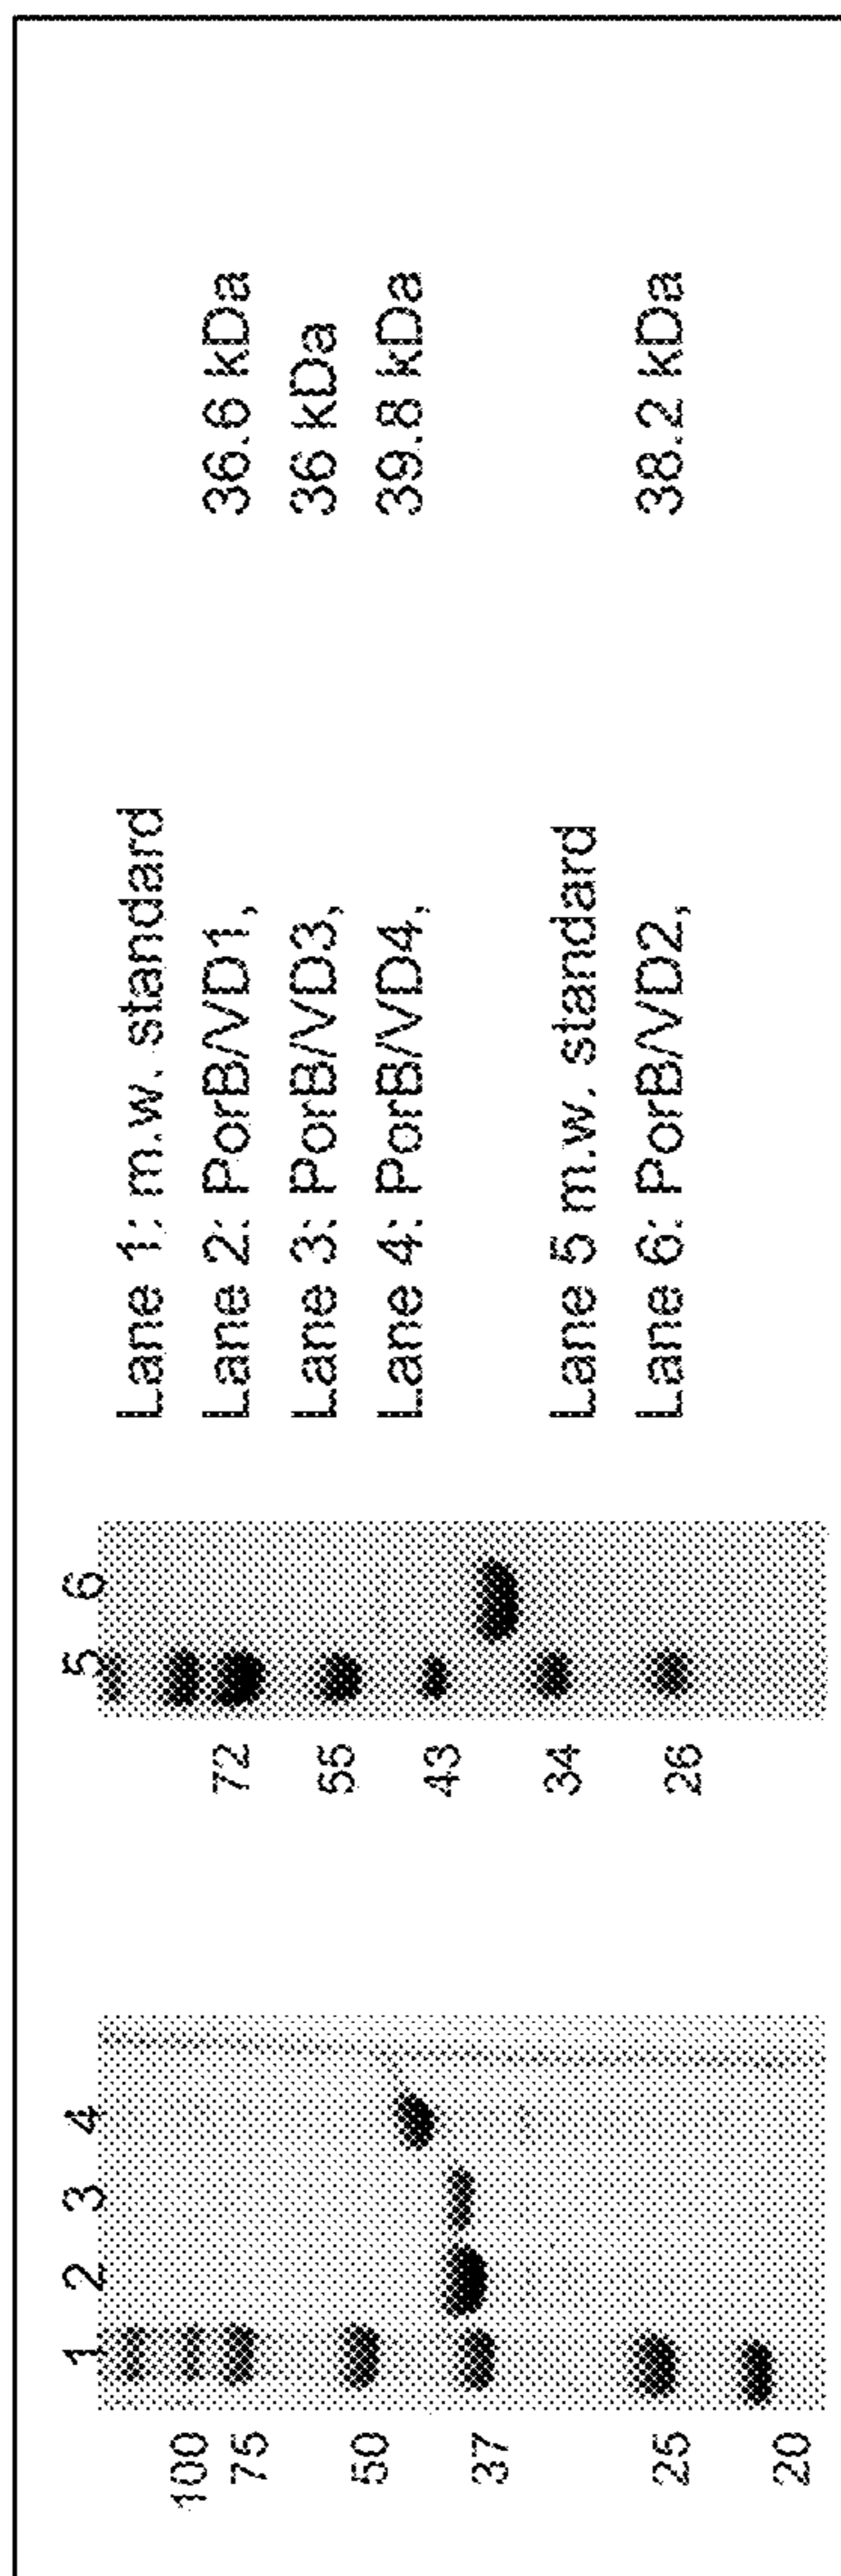 1 2 3 4
100
75
50
37
25
20
5 6
72
55
43
34
26
Lane 1: m.w. standard
Lane 2: PorB/VD1, 36.6 kDa
Lane 3: PorB/VD3, 36 kDa
Lane 4: PorB/VD4, 39.8 kDa
Lane 5 m.w. standard
Lane 6: PorB/VD2, 38.2 kDa